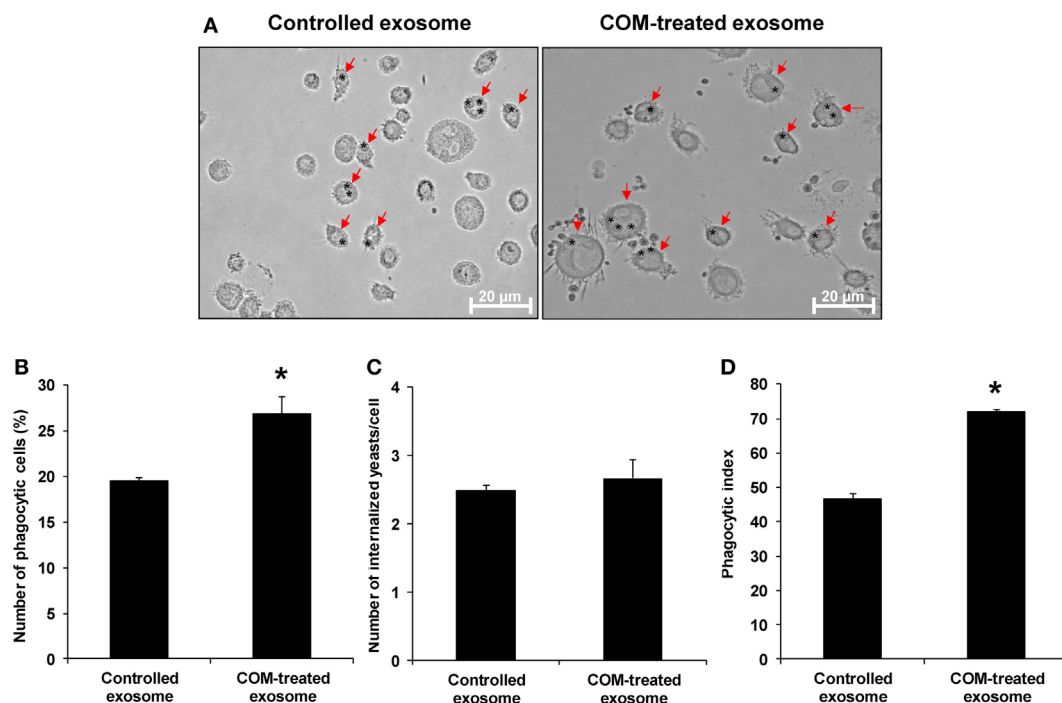 A
Controlled exosome
COM-treated exosome
20 µm
20 µm
B
Number of phagocytic cells (%)
30
25
20
15
10
5
0
*
Controlled
exosome
COM-treated
exosome
C
Number of internalized yeasts/cell
4
3
2
1
0
Controlled
exosome
COM-treated
exosome
D
Phagocytic index
80
70
60
50
40
30
20
10
0
*
Controlled
exosome
COM-treated
exosome